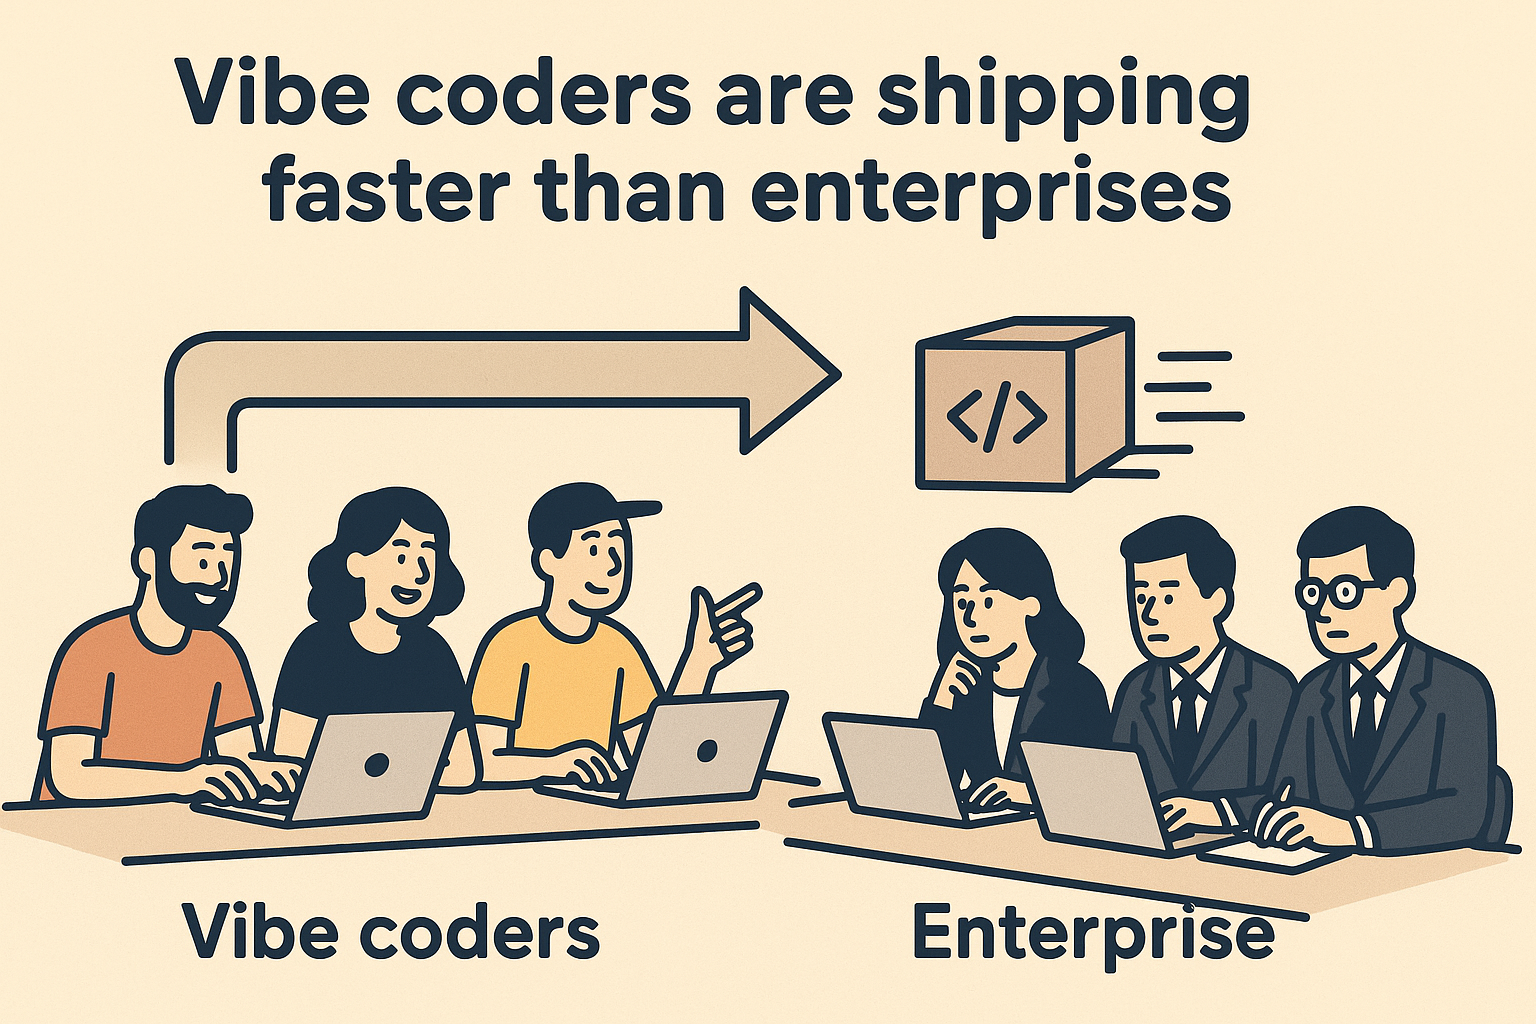 Vibe coders are shipping
faster than enterprises
</>
Vibe coders
Enterprise